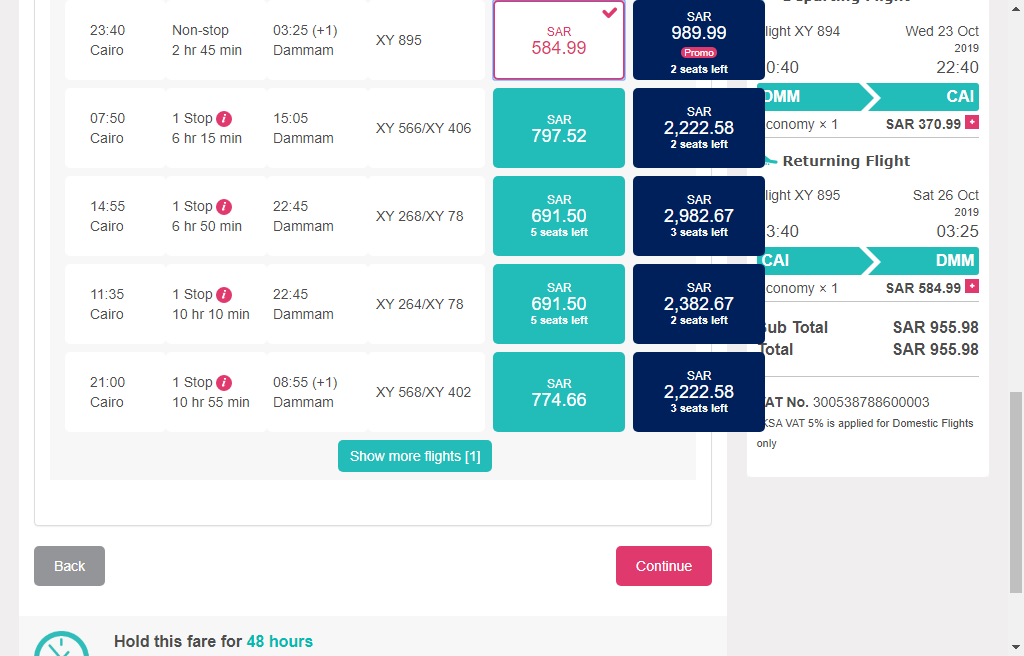 23:40 Non-stop 03:25 (+1) XY 895 SAR 584.99
Cairo 2 hr 45 min Dammam
SAR
989.99
Promo
2 seats left
07:50 1 Stop i 15:05 XY 566/XY 406
Cairo 6 hr 15 min Dammam
SAR
797.52
SAR
2,222.58
2 seats left
14:55 1 Stop i 22:45 XY 268/XY 78
Cairo 6 hr 50 min Dammam
SAR
691.50
5 seats left
SAR
2,982.67
3 seats left
11:35 1 Stop i 22:45 XY 264/XY 78
Cairo 10 hr 10 min Dammam
SAR
691.50
5 seats left
SAR
2,382.67
2 seats left
21:00 1 Stop i 08:55 (+1) XY 568/XY 402
Cairo 10 hr 55 min Dammam
SAR
774.66
SAR
2,222.58
3 seats left
Show more flights [1]
Back
Continue
Hold this fare for 48 hours
Departing Flight
light XY 894 Wed 23 Oct
2019
0:40 22:40
DMM CAI
conomy × 1 SAR 370.99 +
Returning Flight
light XY 895 Sat 26 Oct
2019
3:40 03:25
CAI DMM
conomy × 1 SAR 584.99 +
Sub Total SAR 955.98
Total SAR 955.98
VAT No. 300538788600003
KSA VAT 5% is applied for Domestic Flights
only